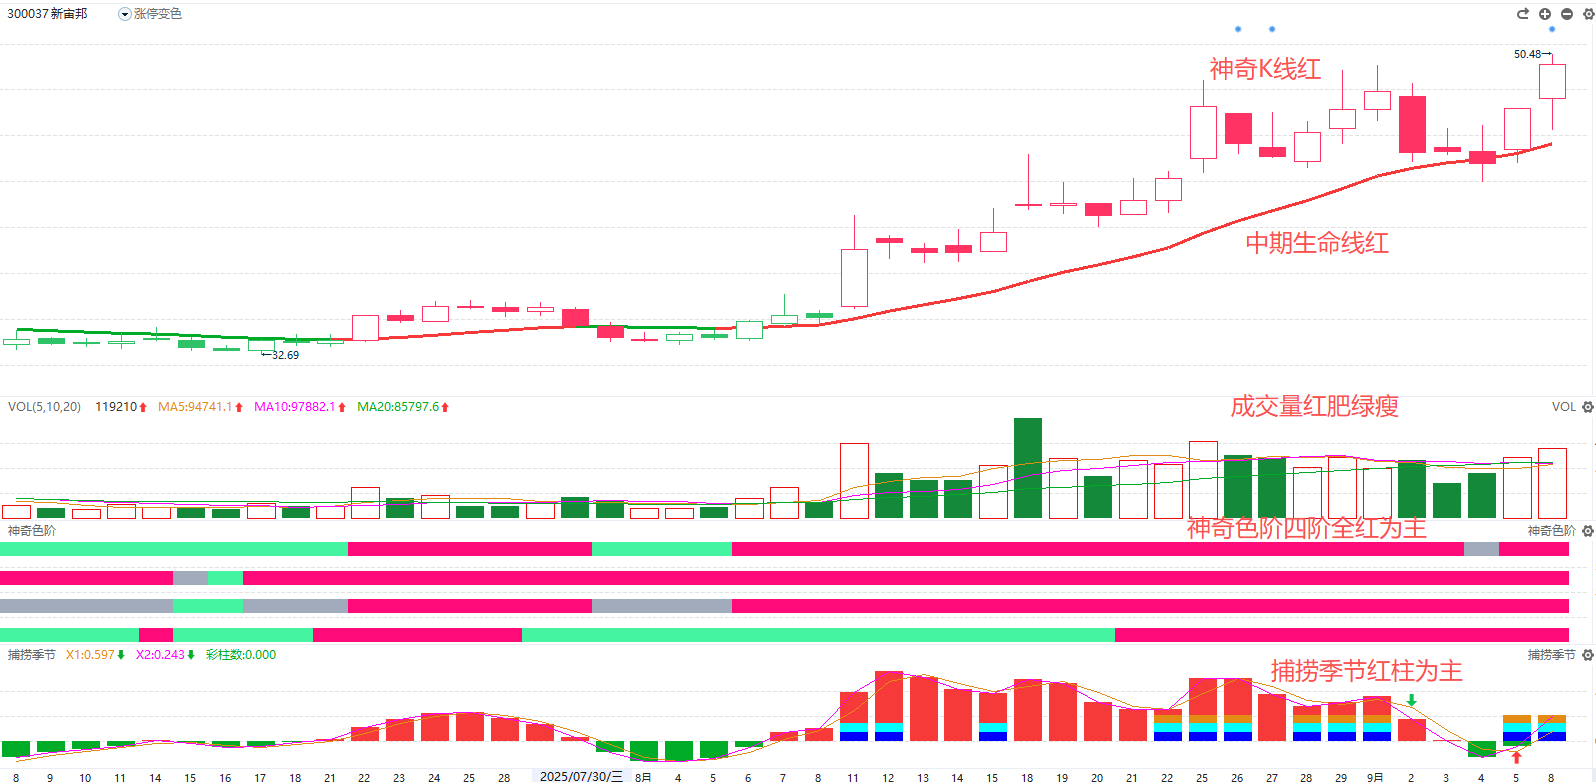 300037 新宙邦 涨停变色
50.48
神奇K线红
中期生命线红
32.69
VOL(5,10,20) 119210 MA5:94741.1 MA10:97882.1 MA20:85797.6 VOL
成交量红肥绿瘦
神奇色阶 神奇色阶
神奇色阶四阶全红为主
捕捞季节 X1:0.597 X2:0.243 彩柱数:0.000 捕捞季节
捕捞季节红柱为主
8 9 10 11 14 15 16 17 18 21 22 23 24 25 28 2025/07/30/三 8月 4 5 6 7 8 11 12 13 14 15 18 19 20 21 22 25 26 27 28 29 9月 2 3 4 5 8